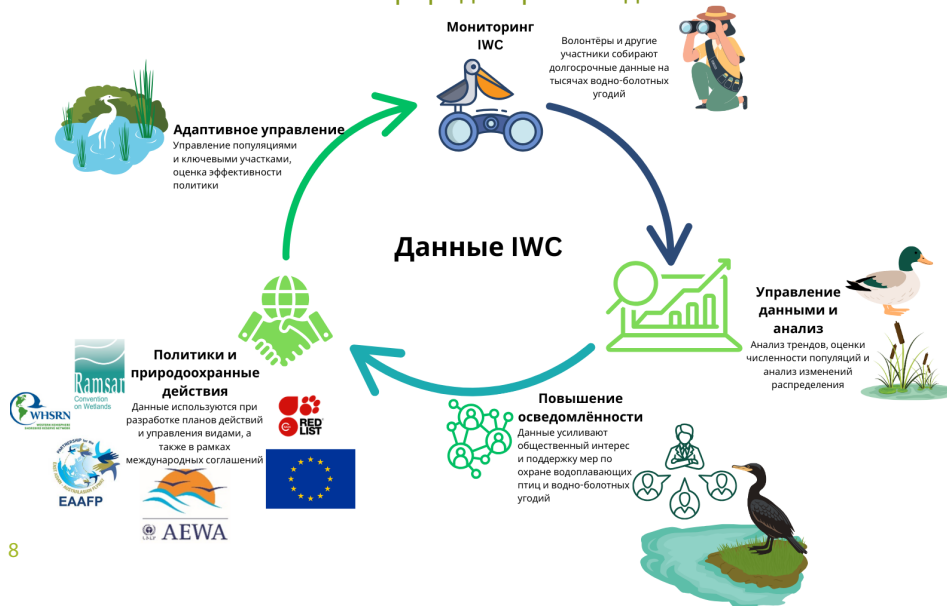 Мониторинг
IWC
Волонтёры и другие
участники собирают
долгосрочные данные на
тысячах водно-болотных
угодий
Адаптивное управление
Управление популяциями
и ключевыми участками,
оценка эффективности
политики
Данные IWC
Управление
данными и
анализ
Анализ трендов, оценки
численности популяций и
анализ изменений
распределения
Политики и
природоохранные
действия
Данные используются при
разработке планов действий
и управления видами, а
также в рамках
международных соглашений
Ramsar
Convention
on Wetlands
WHSRN
EAAFP
AEWA
RED
LIST
Повышение
осведомлённости
Данные усиливают
общественный интерес
и поддержку мер по
охране водоплавающих
птиц и водно-болотных
угодий
8